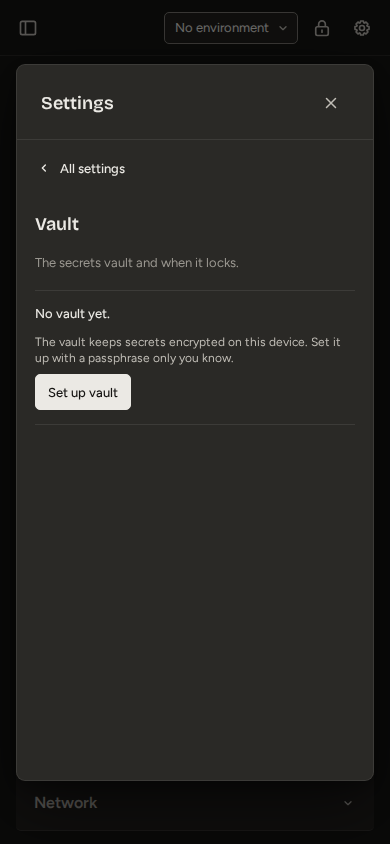 No environment
Settings
All settings
Vault
The secrets vault and when it locks.
No vault yet.
The vault keeps secrets encrypted on this device. Set it
up with a passphrase only you know.
Set up vault
Network